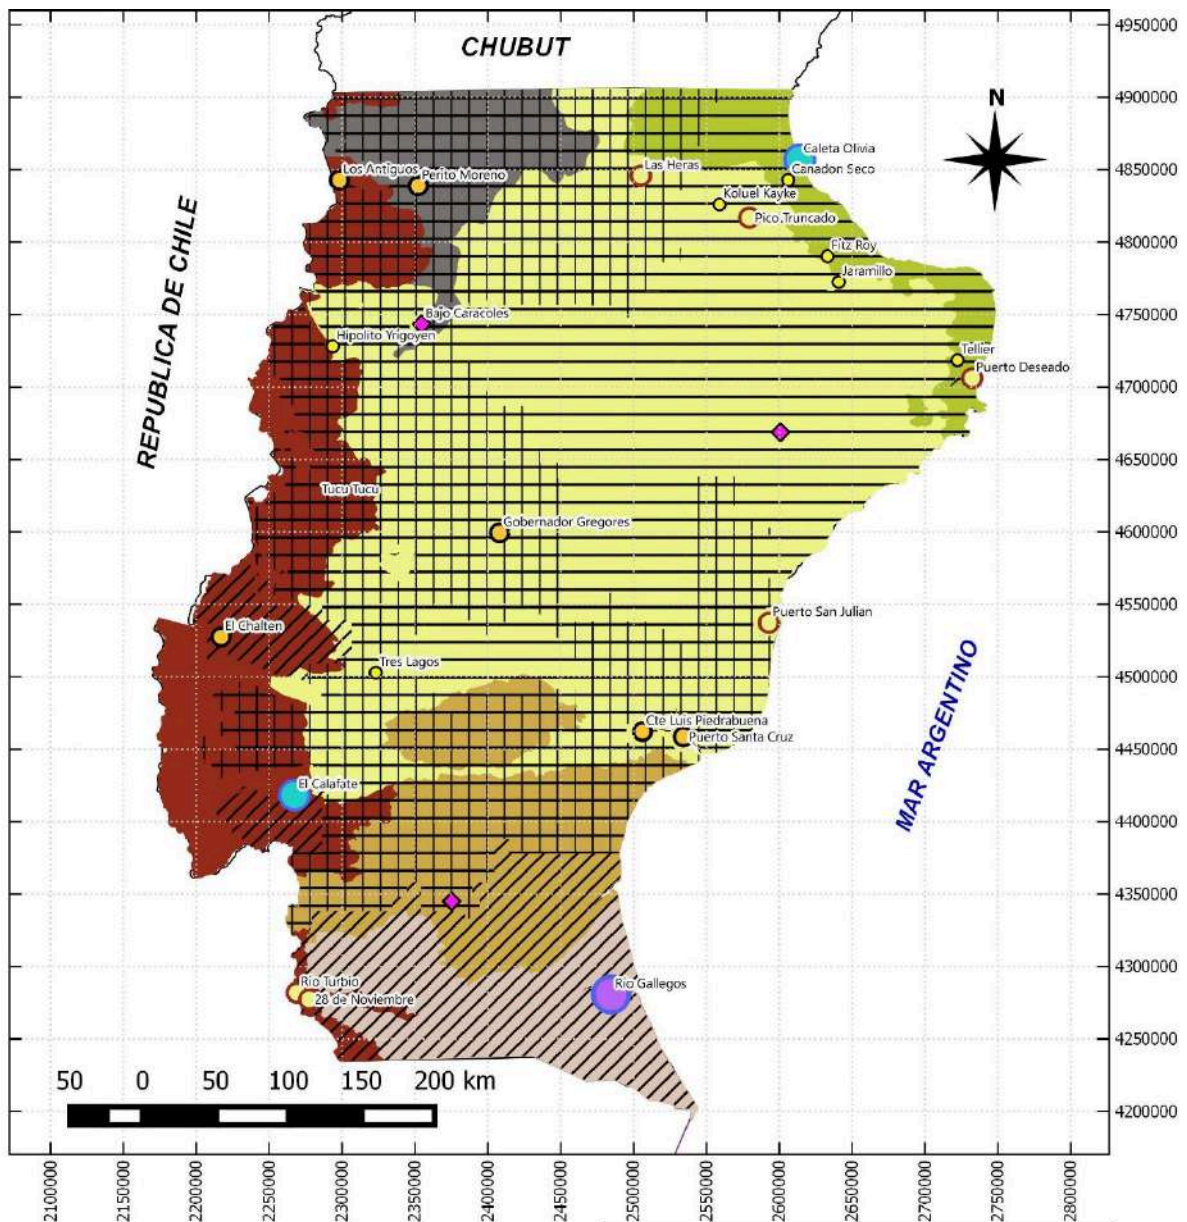 4950000
CHUBUT
4900000
N
Caleta Olivia
Los Antiguos
Perito Moreno
Las Heras
Canadon Seco
4850000
Koluel Kayke
Pico Truncado
REPUBLICA DE CHILE
Fitz Roy
4800000
Jaramillo
Bajo Caracoles
4750000
Hipolito Yrigoyen
Tellier
Puerto Deseado
4700000
4650000
Tucu Tucu
Gobernador Gregores
4600000
Puerto San Julian
4550000
El Chalten
Tres Lagos
4500000
MAR ARGENTINO
Cte Luis Piedrabuena
Puerto Santa Cruz
4450000
El Calafate
4400000
4350000
4300000
Rio Turbio
28 de Noviembre
Rio Gallegos
4250000
50 0 50 100 150 200 km
4200000
2100000
2150000
2200000
2250000
2300000
2350000
2400000
2450000
2500000
2550000
2600000
2650000
2700000
2750000
2800000